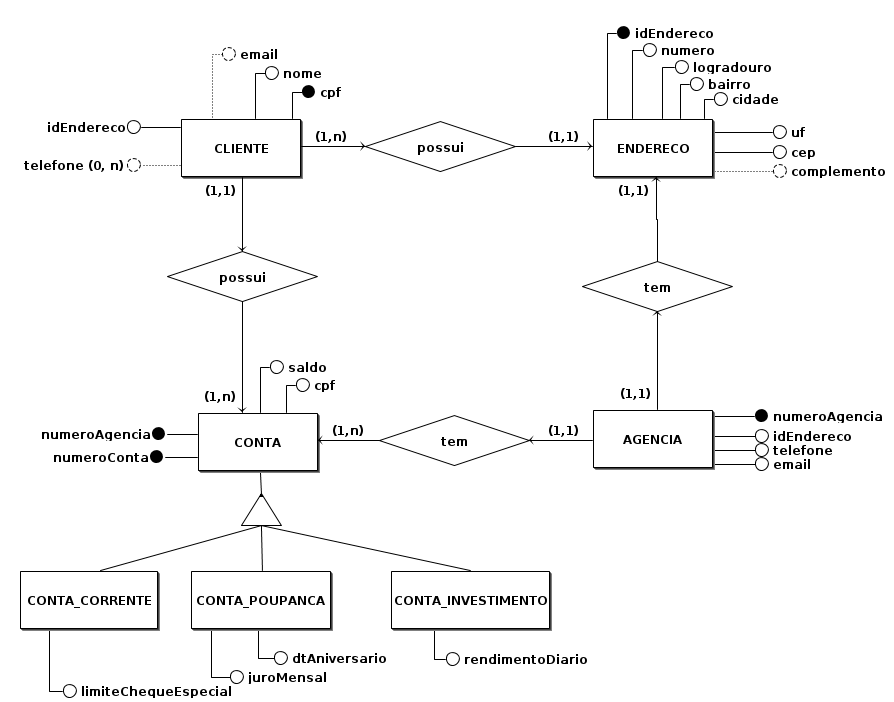 idEndereco
email
numero
nome
logradouro
bairro
cpf
cidade
idEndereco
(1,n)
(1,1)
uf
CLIENTE
possui
ENDERECO
cep
telefone (0, n)
complemento
(1,1)
(1,1)
possui
tem
saldo
cpf
(1,n)
(1,1)
numeroAgencia
numeroAgencia
(1,n)
(1,1)
idEndereco
CONTA
tem
AGENCIA
telefone
numeroConta
email
CONTA_CORRENTE
CONTA_POUPANCA
CONTA_INVESTIMENTO
dtAniversario
rendimentoDiario
juroMensal
limiteChequeEspecial